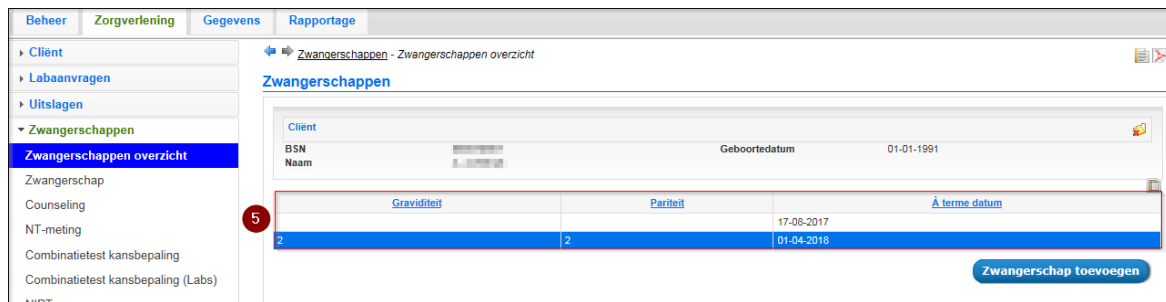 Beheer Zorgverlening Gegevens Rapportage
Cliënt
Zwangerschappen - Zwangerschappen overzicht
Labaanvragen
Zwangerschappen
Uitslagen
Zwangerschappen
Cliënt
Zwangerschappen overzicht
BSN Geboortedatum 01-01-1991
Naam
Zwangerschap
Counseling
Graviditeit Pariteit À terme datum
5
17-08-2017
NT-meting
2 2 01-04-2018
Combinatietest kansbepaling
Zwangerschap toevoegen
Combinatietest kansbepaling (Labs)